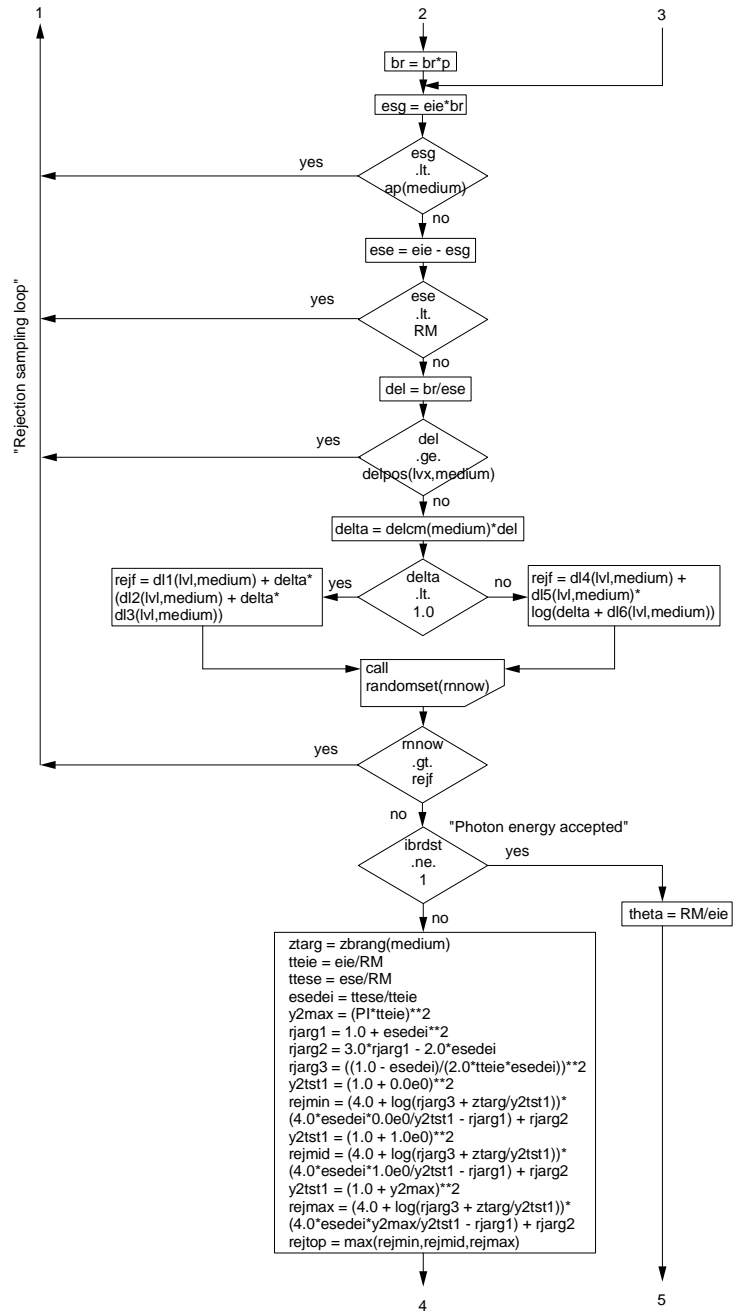 1
2
3
br = br*p
esg = eie*br
esg
.lt.
ap(medium)
yes
no
ese = eie - esg
ese
.lt.
RM
yes
no
"Rejection sampling loop"
del = br/ese
del
.ge.
delpos(lvx,medium)
yes
no
delta = delcm(medium)*del
delta
.lt.
1.0
yes
no
rejf = dl1(lvl,medium) + delta*
(dl2(lvl,medium) + delta*
dl3(lvl,medium))
rejf = dl4(lvl,medium) +
dl5(lvl,medium)*
log(delta + dl6(lvl,medium))
call
randomset(rnnow)
rnnow
.gt.
rejf
yes
no
"Photon energy accepted"
ibrdst
.ne.
1
yes
no
theta = RM/eie
ztarg = zbrang(medium)
tteie = eie/RM
ttese = ese/RM
esedei = ttese/tteie
y2max = (PI*tteie)**2
rjarg1 = 1.0 + esedei**2
rjarg2 = 3.0*rjarg1 - 2.0*esedei
rjarg3 = ((1.0 - esedei)/(2.0*tteie*esedei))**2
y2tst1 = (1.0 + 0.0e0)**2
rejmin = (4.0 + log(rjarg3 + ztarg/y2tst1))*
(4.0*esedei*0.0e0/y2tst1 - rjarg1) + rjarg2
y2tst1 = (1.0 + 1.0e0)**2
rejmid = (4.0 + log(rjarg3 + ztarg/y2tst1))*
(4.0*esedei*1.0e0/y2tst1 - rjarg1) + rjarg2
y2tst1 = (1.0 + y2max)**2
rejmax = (4.0 + log(rjarg3 + ztarg/y2tst1))*
(4.0*esedei*y2max/y2tst1 - rjarg1) + rjarg2
rejtop = max(rejmin,rejmid,rejmax)
4
5